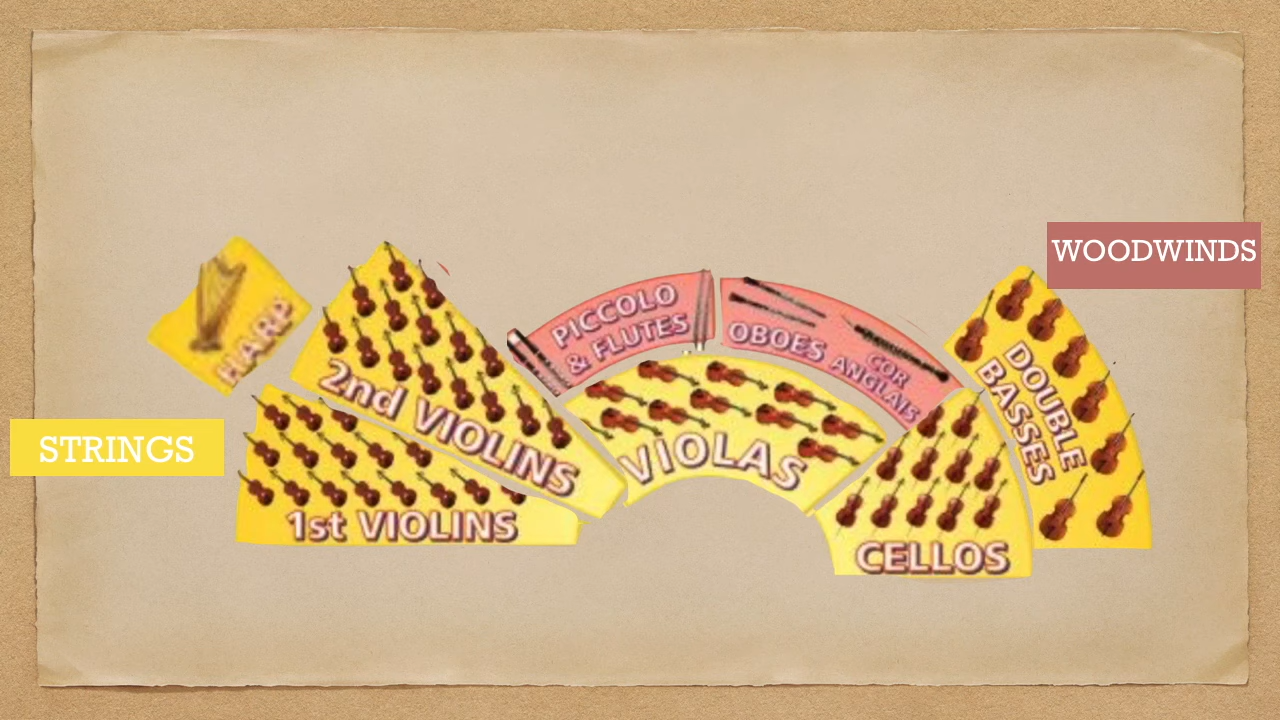 WOODWINDS
HARP
PICCOLO
& FLUTES
OBOES
COR
ANGLAIS
DOUBLE
BASSES
2nd VIOLINS
STRINGS
VIOLAS
1st VIOLINS
CELLOS